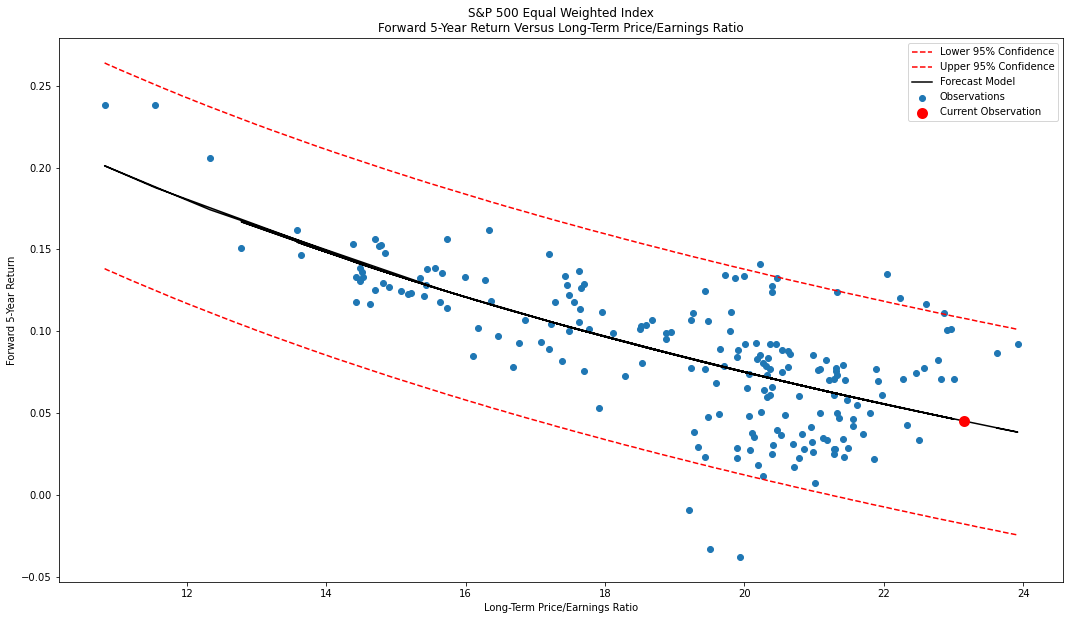 S&P 500 Equal Weighted Index
Forward 5-Year Return Versus Long-Term Price/Earnings Ratio
Lower 95% Confidence
Upper 95% Confidence
Forecast Model
Observations
Current Observation
Forward 5-Year Return
0.25
0.20
0.15
0.10
0.05
0.00
−0.05
12 14 16 18 20 22 24
Long-Term Price/Earnings Ratio